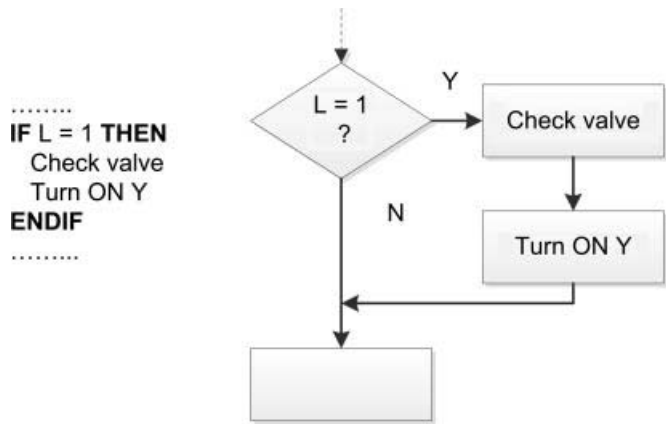 ........
IF L = 1 THEN
Check valve
Turn ON Y
ENDIF
.........
L = 1
?
Y
Check valve
N
Turn ON Y